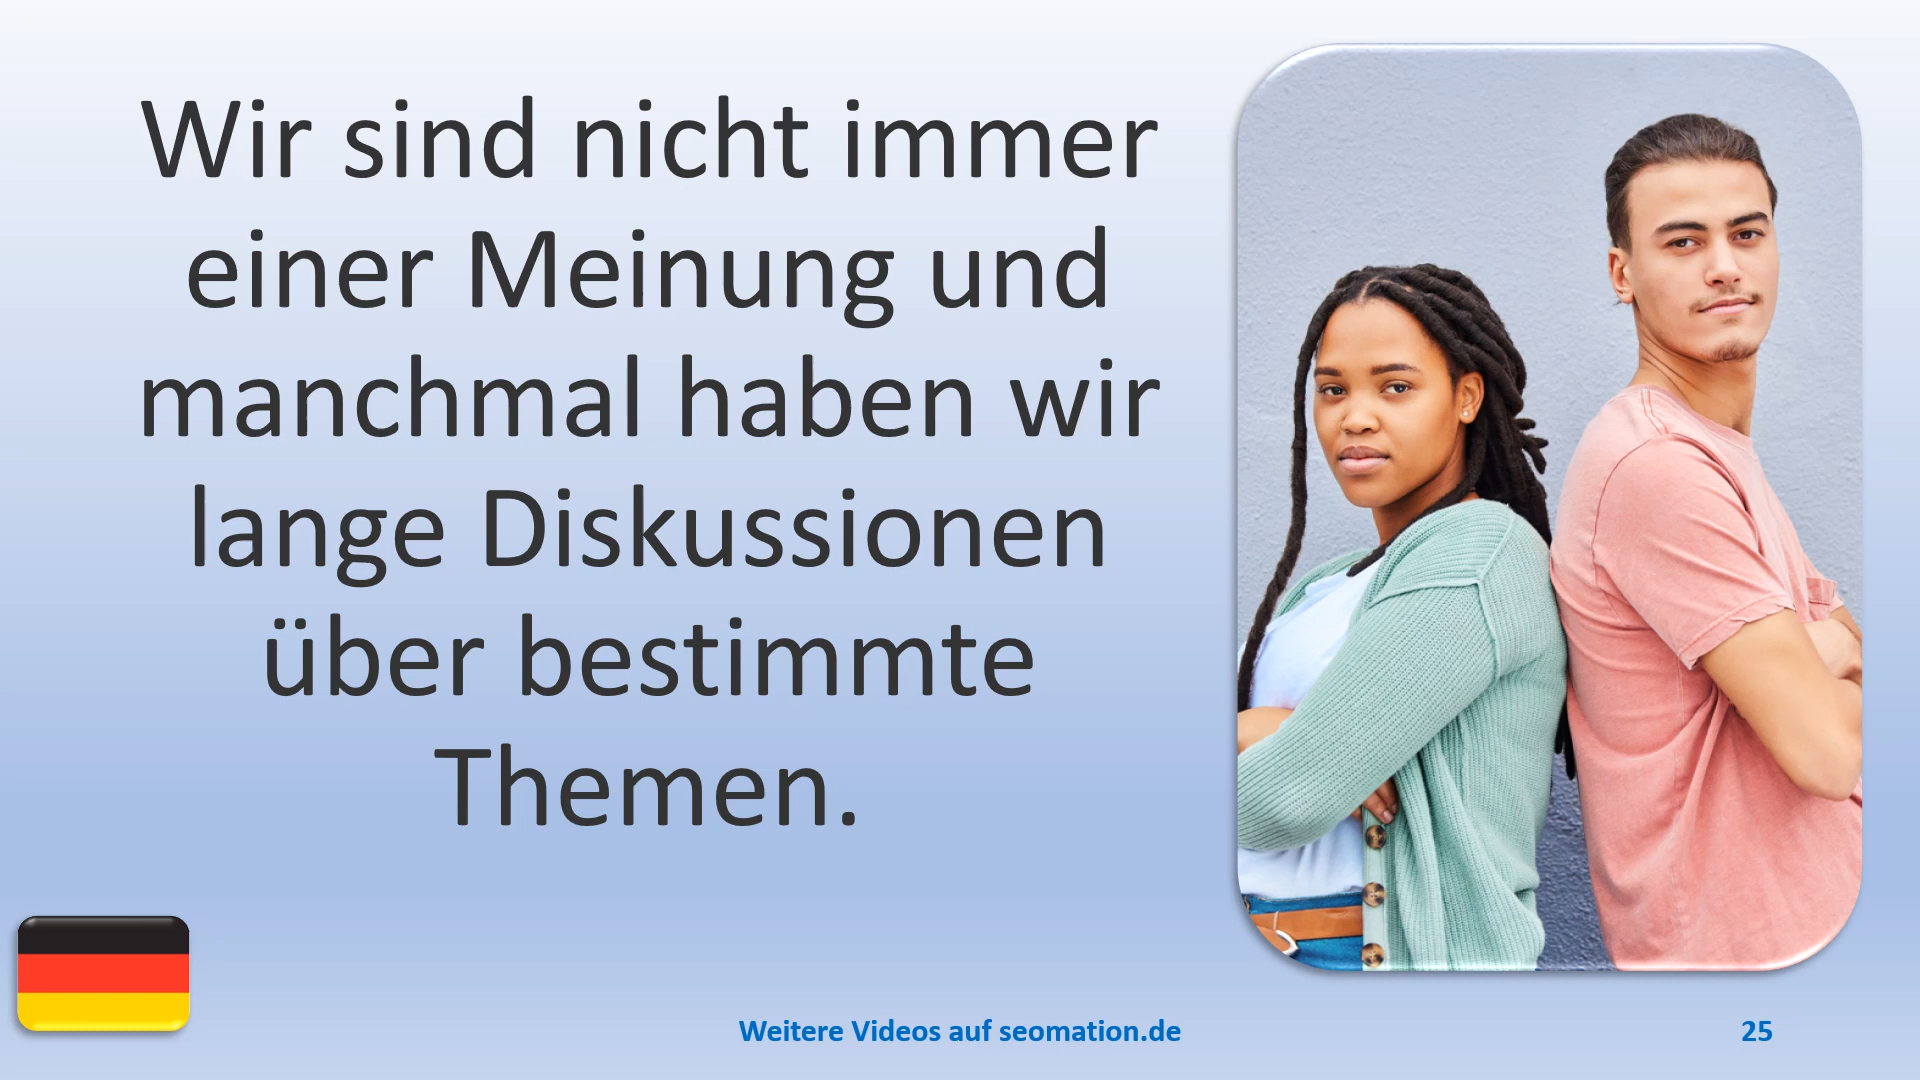 Wir sind nicht immer
einer Meinung und
manchmal haben wir
lange Diskussionen
über bestimmte
Themen.
Weitere Videos auf seomation.de
25